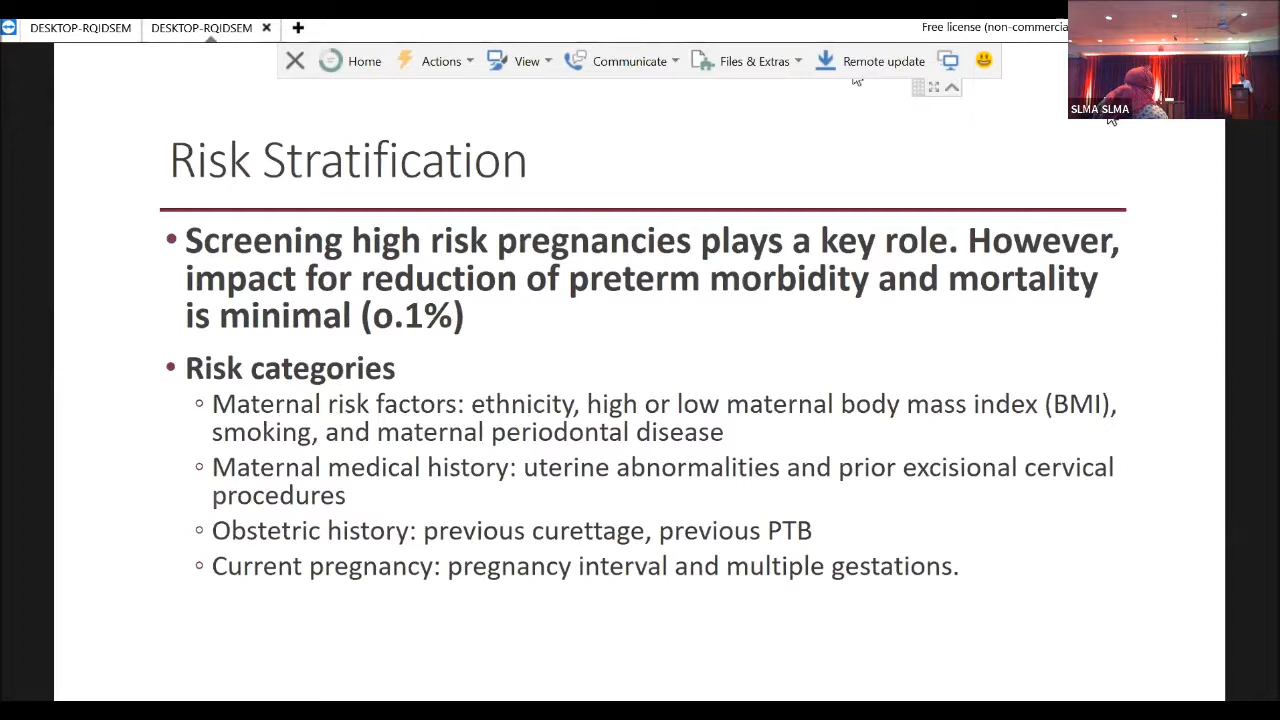 DESKTOP-RQIDSEM
DESKTOP-RQIDSEM × +
Free license (non-commercia
Home Actions View Communicate Files & Extras Remote update
SLMA SLMA
Risk Stratification
• Screening high risk pregnancies plays a key role. However,
impact for reduction of preterm morbidity and mortality
is minimal (o.1%)
• Risk categories
◦ Maternal risk factors: ethnicity, high or low maternal body mass index (BMI),
smoking, and maternal periodontal disease
◦ Maternal medical history: uterine abnormalities and prior excisional cervical
procedures
◦ Obstetric history: previous curettage, previous PTB
◦ Current pregnancy: pregnancy interval and multiple gestations.